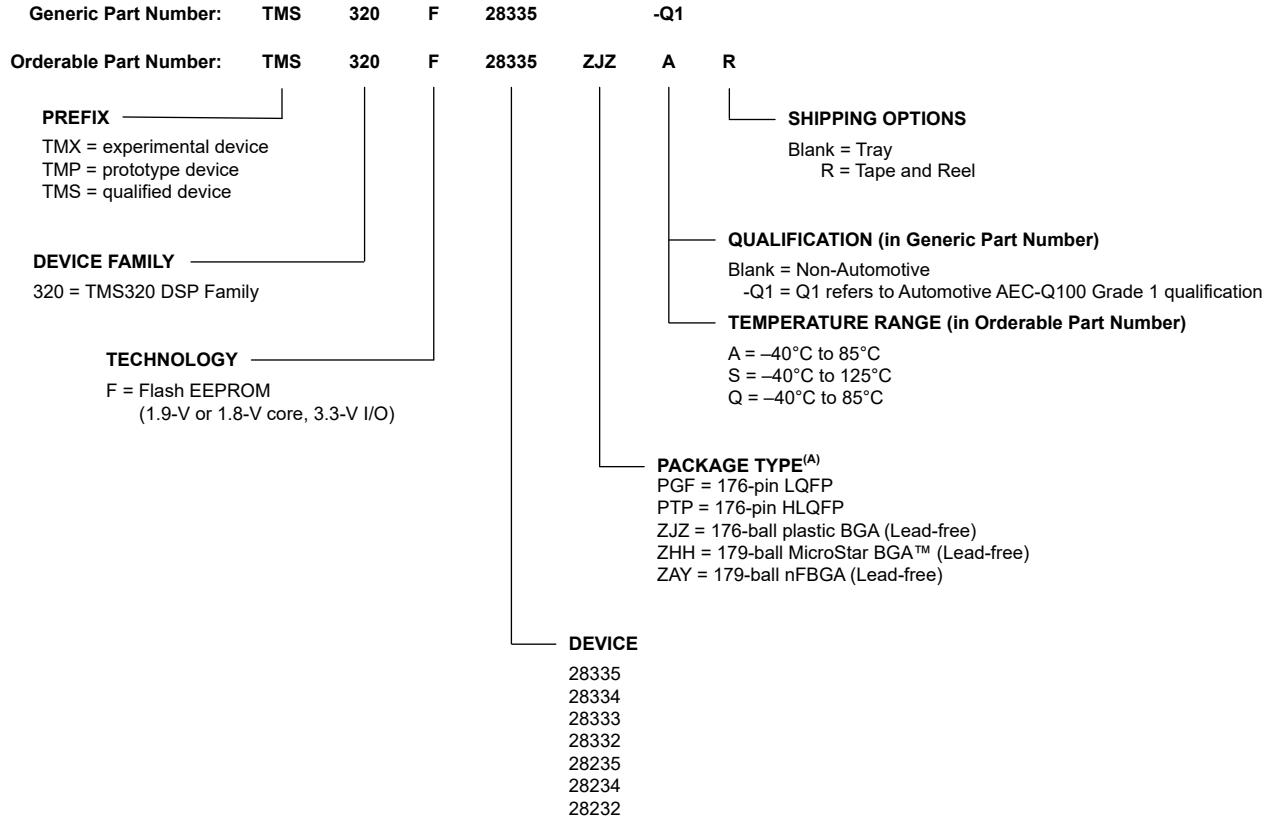 Generic Part Number: TMS 320 F 28335 -Q1
Orderable Part Number: TMS 320 F 28335 ZJZ A R
PREFIX
TMX = experimental device
TMP = prototype device
TMS = qualified device
SHIPPING OPTIONS
Blank = Tray
R = Tape and Reel
DEVICE FAMILY
320 = TMS320 DSP Family
QUALIFICATION (in Generic Part Number)
Blank = Non-Automotive
-Q1 = Q1 refers to Automotive AEC-Q100 Grade 1 qualification
TEMPERATURE RANGE (in Orderable Part Number)
A = –40°C to 85°C
S = –40°C to 125°C
Q = –40°C to 85°C
TECHNOLOGY
F = Flash EEPROM
(1.9-V or 1.8-V core, 3.3-V I/O)
PACKAGE TYPE(A)
PGF = 176-pin LQFP
PTP = 176-pin HLQFP
ZJZ = 176-ball plastic BGA (Lead-free)
ZHH = 179-ball MicroStar BGA™ (Lead-free)
ZAY = 179-ball nFBGA (Lead-free)
DEVICE
28335
28334
28333
28332
28235
28234
28232